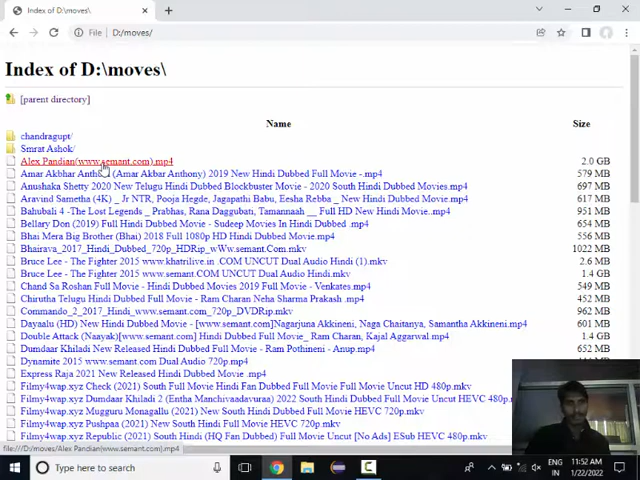 Index of D:\moves\
File
D:/moves/
Index of D:\moves\
[parent directory]
Name
Size
chandragupt/
Smrat Ashok/
Alex Pandian(www.semant.com).mp4
2.0 GB
Amar Akbhar (Amar Akbar Anthony) 2019 New Hindi Dubbed Full Movie -.mp4
579 MB
Anushaka Shetty 2020 New Telugu Hindi Dubbed Blockbuster Movie - 2020 South Hindi Dubbed Movies.mp4
697 MB
Aravind Sametha (4K) _ Jr NTR, Pooja Hegde, Jagapathi Babu, Eesha Rebba _ New Hindi Dubbed Movie.mp4
617 MB
Bahubali 4 -The Lost Legends _ Prabhas, Rana Daggubati, Tamannaah __ Full HD New Hindi Movie..mp4
951 MB
Bellary Don (2019) Full Hindi Dubbed Movie - Sudeep Movies In Hindi Dubbed .mp4
654 MB
Bhai Mera Big Brother (Bhai) 2018 Full 1080p HD Hindi Dubbed Movie.mp4
556 MB
Bhairava_2017_Hindi_Dubbed_720p_HDRip_wWw.semant.Com.mkv
1022 MB
Bruce Lee - The Fighter 2015 www.khatrilive.in .COM UNCUT Dual Audio Hindi (1).mkv
2.6 MB
Bruce Lee - The Fighter 2015 www.semant.COM UNCUT Dual Audio Hindi.mkv
1.4 GB
Chand Sa Roshan Full Movie - Hindi Dubbed Movies 2019 Full Movie - Venkates.mp4
549 MB
Chirutha Telugu Hindi Dubbed Full Movie - Ram Charan Neha Sharma Prakash .mp4
452 MB
Commando_2_2017_Hindi_www.semant.com_720p_DVDRip.mkv
962 MB
Dayaalu (HD) New Hindi Dubbed Movie - [www.semant.com]Nagarjuna Akkineni, Naga Chaitanya, Samantha Akkineni.mp4
601 MB
Double Attack (Naayak)[www.semant.com] Hindi Dubbed Full Movie_ Ram Charan, Kajal Aggarwal.mp4
1.4 GB
Dumdaar Khiladi New Released Hindi Dubbed Full Movie - Ram Pothineni - Anup.mp4
652 MB
Dynamite 2015 www.semant.com Dual Audio 720p.mp4
Express Raja 2021 New Hindi Dubbed Movie .mp4
Filmy4wap.xyz Check (2021) South Full Movie Hindi Fan Dubbed Full Movie Full Movie Uncut HD 480p.mkv
Filmy4wap.xyz Dumdaar Khiladi 2 (Entha Manchivaadavuraa) 2022 South Hindi Dubbed Full Movie Uncut HEVC 480p.m
Filmy4wap.xyz Mugguru Monagallu (2021) New South Hindi Dubbed Full Movie HEVC 720p.mkv
Filmy4wap.xyz Pushpaa (2021) New South Hindi Dubbed Full Movie HEVC 720p.mkv
Filmy4wap.xyz Republic (2021) South Hindi (HQ Fan Dubbed) Full Movie Uncut [No Ads] ESub HEVC 480p.mkv
file:///D:/moves/Alex Pandian(www.semant.com).mp4
Type here to search
ENG
IN
11:52 AM
1/22/2022